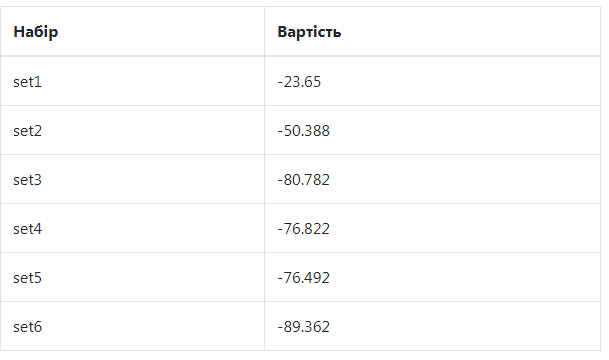 Набір Вартість
set1 -23.65
set2 -50.388
set3 -80.782
set4 -76.822
set5 -76.492
set6 -89.362